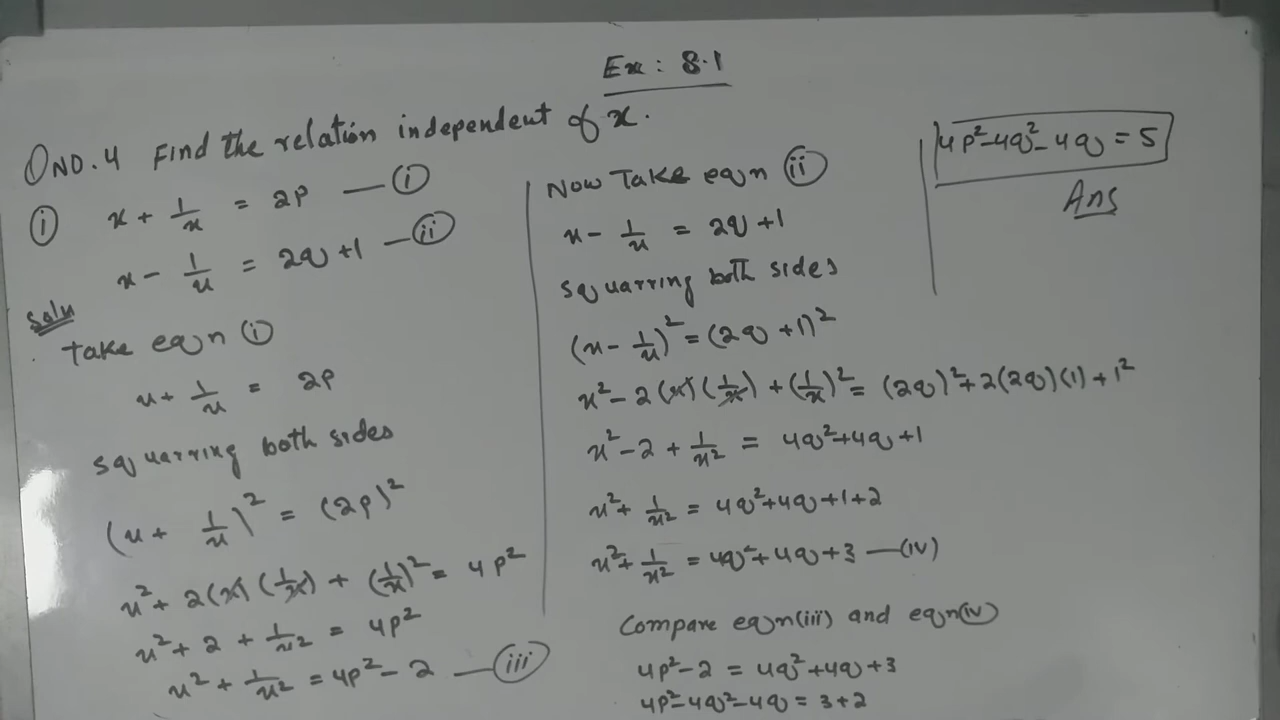 Ex : 8.1
QNO. 4 Find the relation independent of x.
(i) x + 1/x = 2p — (i)
x - 1/x = 2q + 1 — (ii)
Soln
Take eqn (i)
x + 1/x = 2p
squarring both sides
(x + 1/x)² = (2p)²
x² + 2(x)(1/x) + (1/x)² = 4p²
x² + 2 + 1/x² = 4p²
x² + 1/x² = 4p² - 2 — (iii)
Now Take eqn (ii)
x - 1/x = 2q + 1
squarring both sides
(x - 1/x)² = (2q + 1)²
x² - 2(x)(1/x) + (1/x)² = (2q)² + 2(2q)(1) + 1²
x² - 2 + 1/x² = 4q² + 4q + 1
x² + 1/x² = 4q² + 4q + 1 + 2
x² + 1/x² = 4q² + 4q + 3 — (iv)
Compare eqn(iii) and eqn(iv)
4p² - 2 = 4q² + 4q + 3
4p² - 4q² - 4q = 3 + 2
4p² - 4q² - 4q = 5
Ans